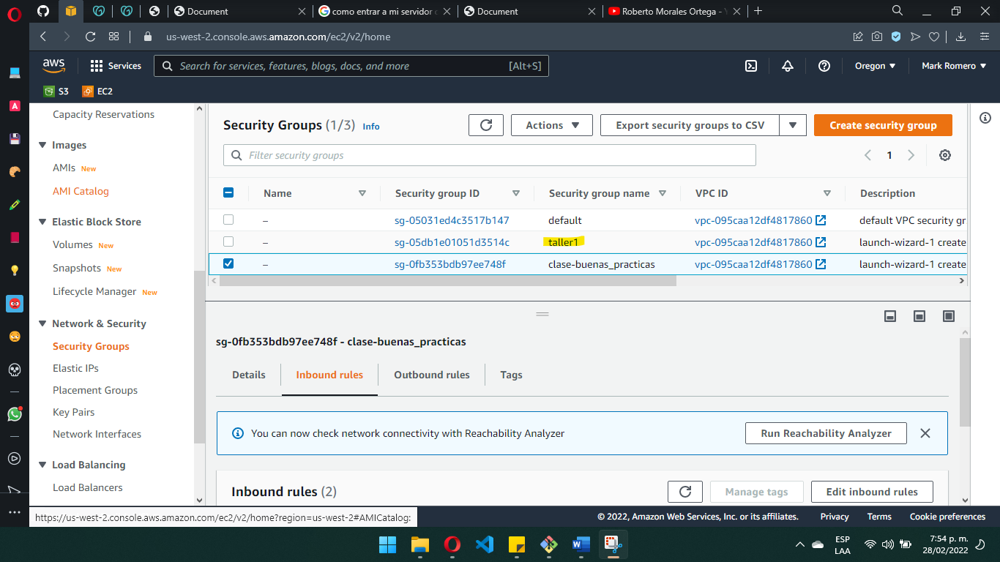 Document
como entrar a mi servidor
Document
Roberto Morales Ortega -
us-west-2.console.aws.amazon.com/ec2/v2/home
aws
Services
Search for services, features, blogs, docs, and more
[Alt+S]
Oregon
Mark Romero
S3
EC2
Capacity Reservations
Images
AMIs New
AMI Catalog
Elastic Block Store
Volumes New
Snapshots New
Lifecycle Manager New
Network & Security
Security Groups
Elastic IPs
Placement Groups
Key Pairs
Network Interfaces
Load Balancing
Load Balancers
Security Groups (1/3) Info
Actions
Export security groups to CSV
Create security group
Filter security groups
1
Name Security group ID Security group name VPC ID Description
– sg-05031ed4c3517b147 default vpc-095caa12df4817860 default VPC security gr
– sg-05db1e01051d3514c taller1 vpc-095caa12df4817860 launch-wizard-1 create
– sg-0fb353bdb97ee748f clase-buenas_practicas vpc-095caa12df4817860 launch-wizard-1 create
sg-0fb353bdb97ee748f - clase-buenas_practicas
Details Inbound rules Outbound rules Tags
You can now check network connectivity with Reachability Analyzer
Run Reachability Analyzer
Inbound rules (2)
Manage tags
Edit inbound rules
https://us-west-2.console.aws.amazon.com/ec2/v2/home?region=us-west-2#AMICatalog:
© 2022, Amazon Web Services, Inc. or its affiliates. Privacy Terms Cookie preferences
ESP
LAA
7:54 p. m.
28/02/2022